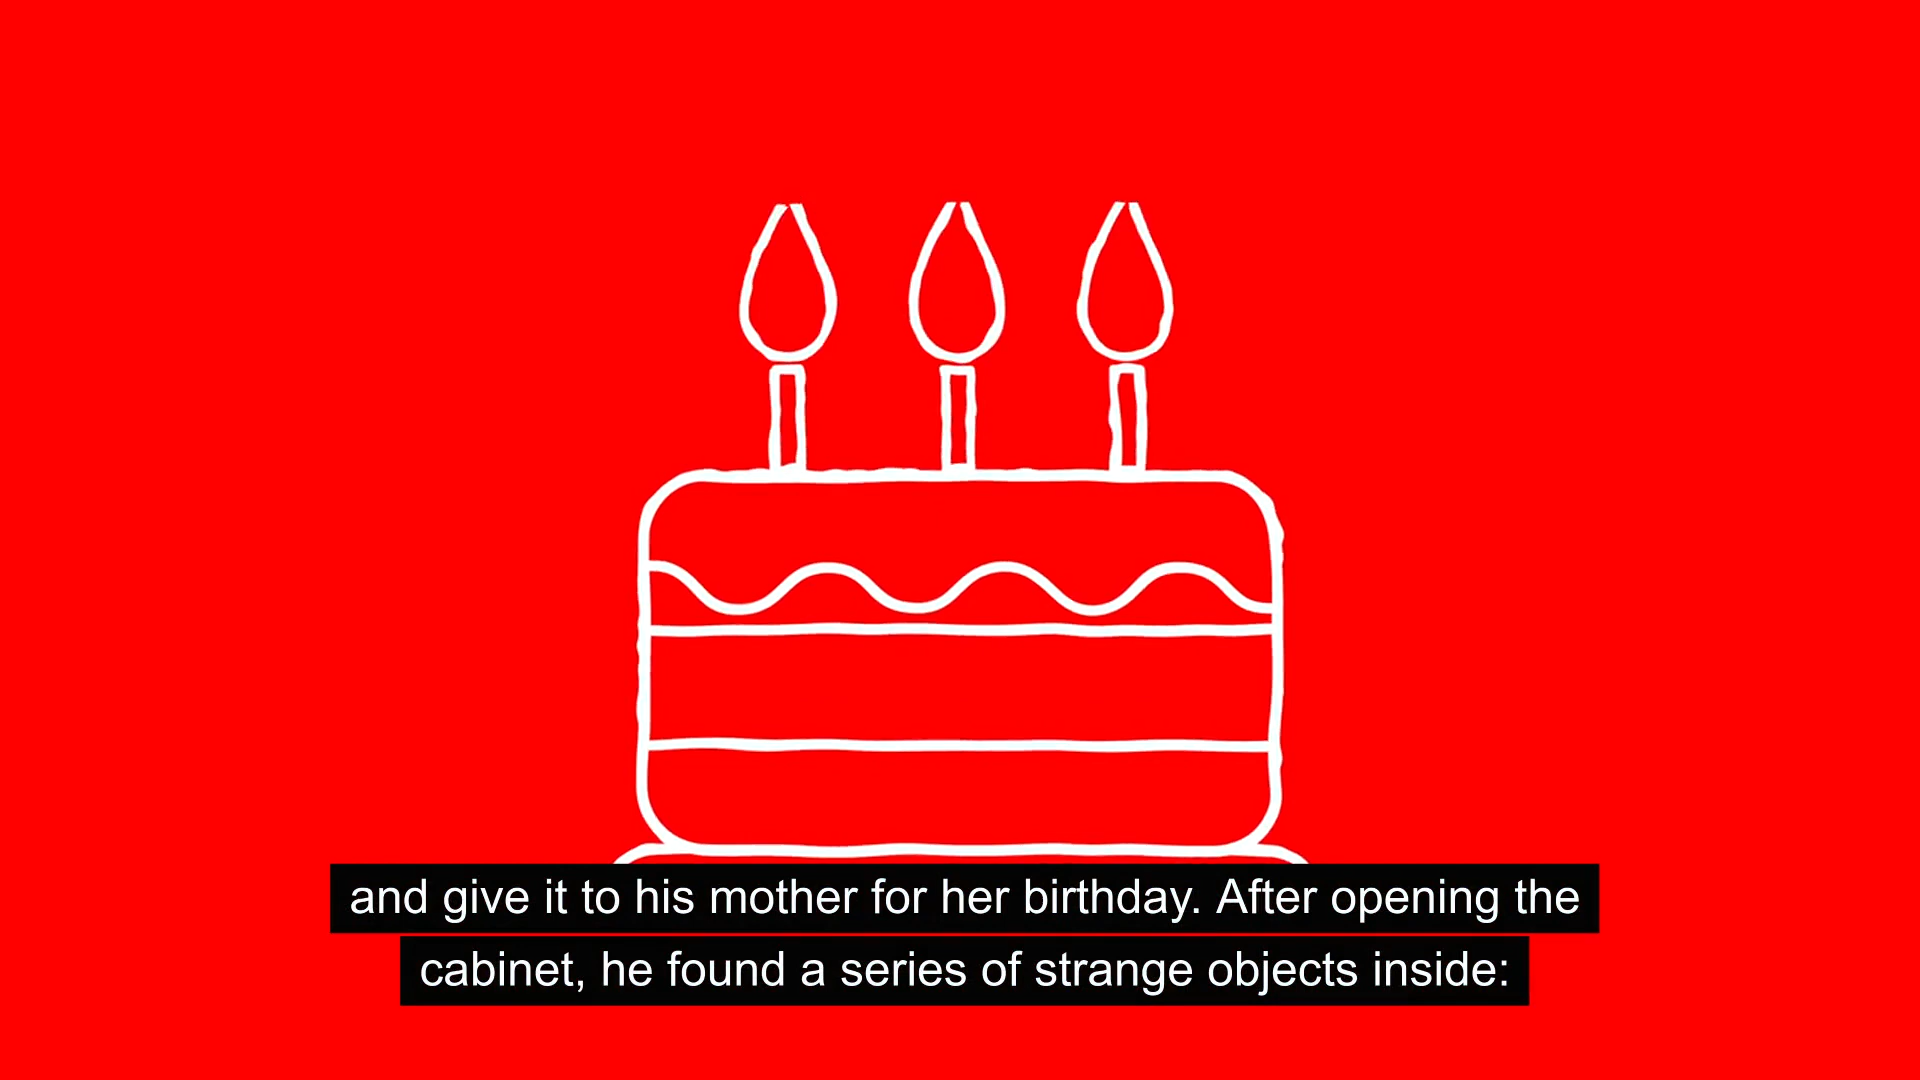 and give it to his mother for her birthday. After opening the
cabinet, he found a series of strange objects inside: